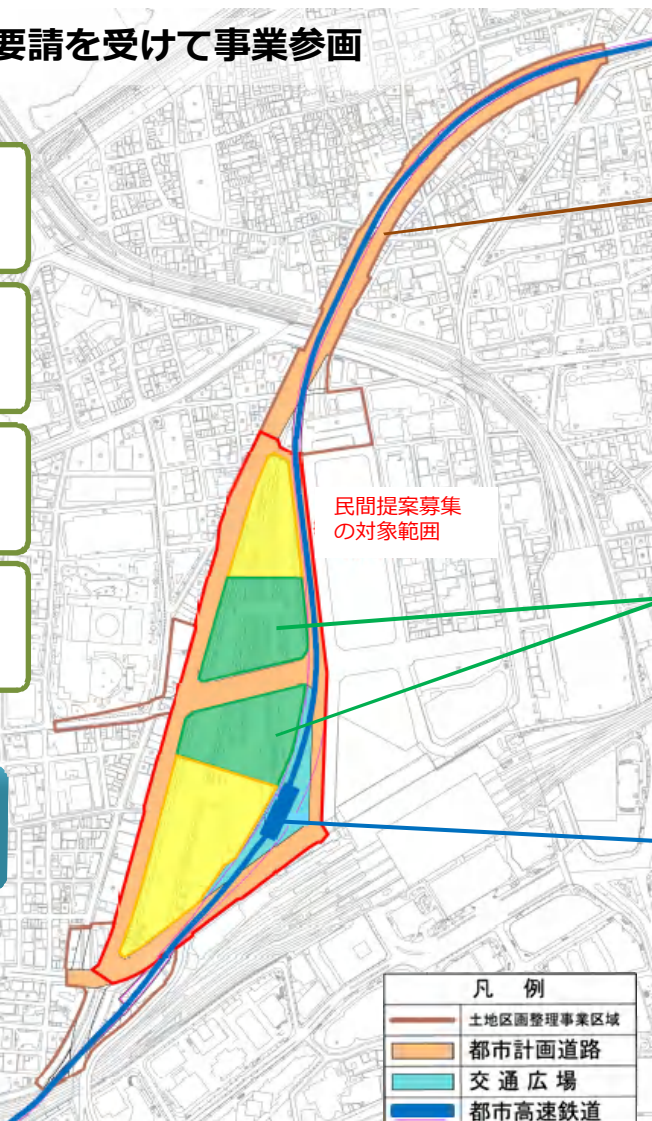 要請を受けて事業参画
民間提案募集
の対象範囲
凡 例
土地区画整理事業区域
都市計画道路
交通広場
都市高速鉄道